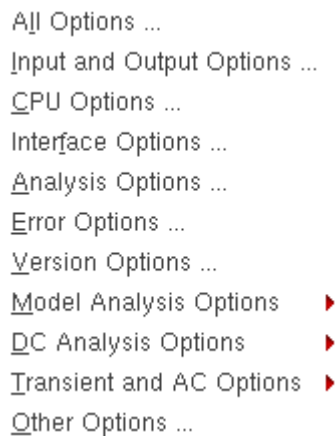 All Options ...
Input and Output Options ...
CPU Options ...
Interface Options ...
Analysis Options ...
Error Options ...
Version Options ...
Model Analysis Options
DC Analysis Options
Transient and AC Options
Other Options ...